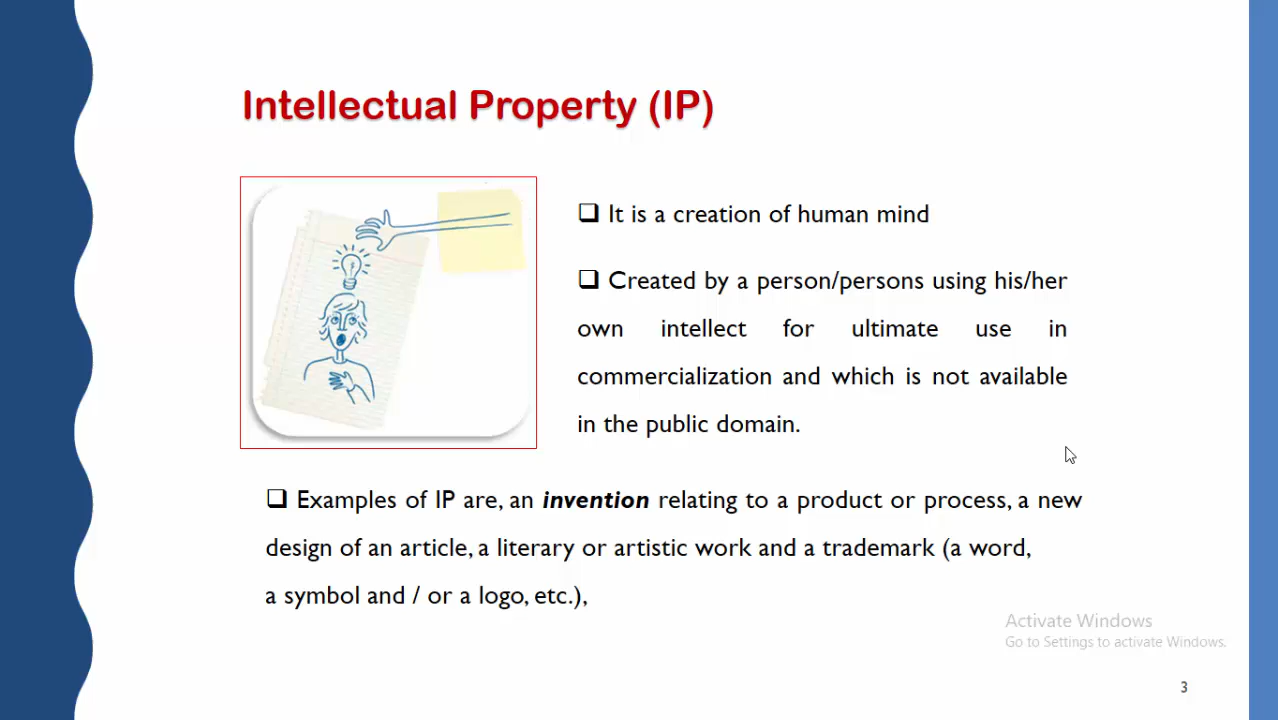 Intellectual Property (IP)
❑ It is a creation of human mind
❑ Created by a person/persons using his/her
own intellect for ultimate use in
commercialization and which is not available
in the public domain.
❑ Examples of IP are, an invention relating to a product or process, a new
design of an article, a literary or artistic work and a trademark (a word,
a symbol and / or a logo, etc.),
Activate Windows
Go to Settings to activate Windows.
3